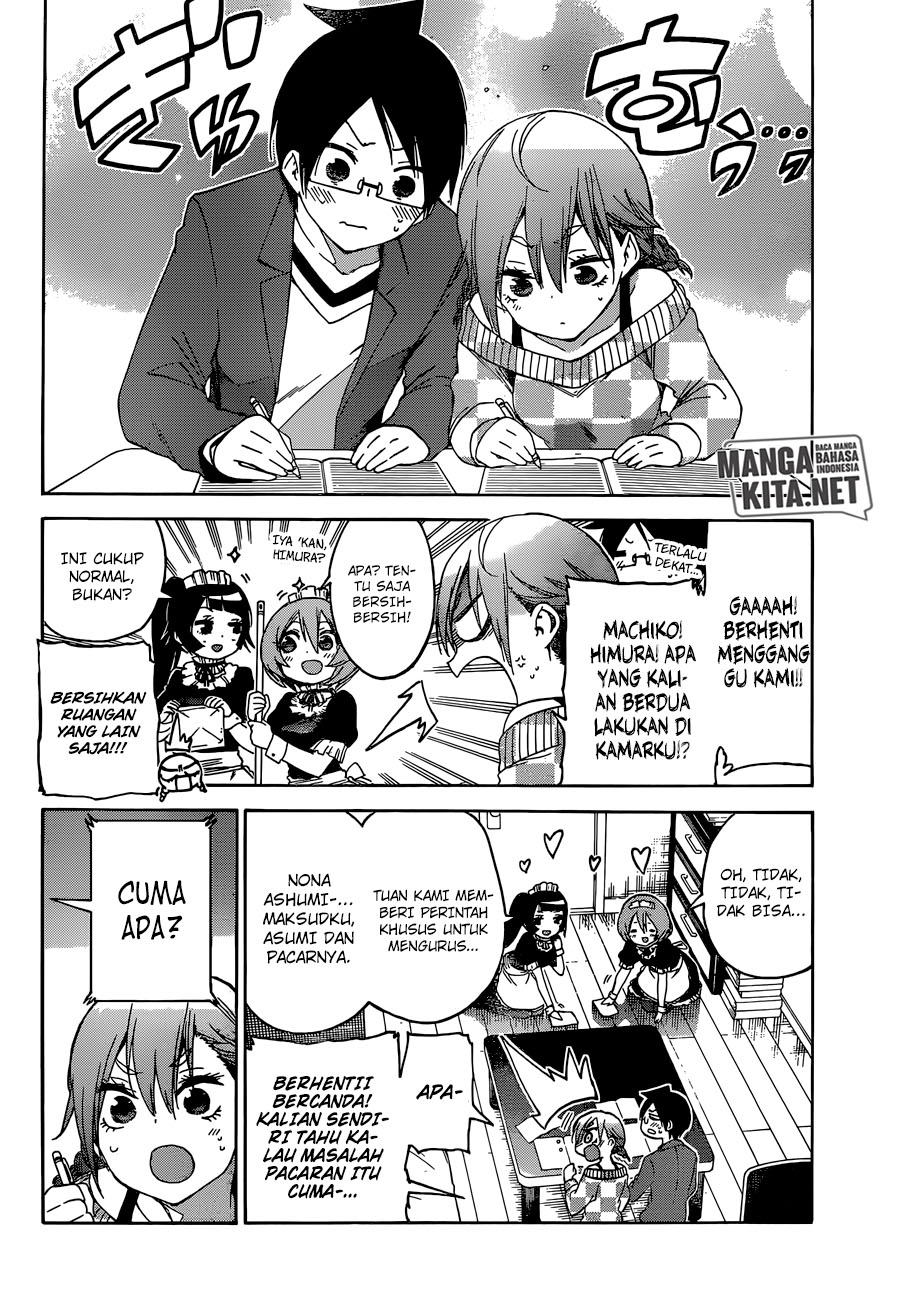 ぎゅ
むっ…
MANGA
KITA.NET
BACA MANGA
BAHASA
INDONESIA
GAAAAH!
BERHENTI
MENGGANG
GU KAMI!!
MACHIKO!
HIMURA! APA
YANG KALI-
AN BERDUA
LAKUKAN DI
KAMARKU!?
TERLALU
DEKAT...
APA? TEN-
TU SAJA
BERSIH-
BERSIH!
IYA 'KAN,
HIMURA?
INI CUKUP
NORMAL,
BUKAN?
BERSIHKAN
RUANGAN
YANG LAIN
SAJA!!!
OH, TIDAK,
TIDAK, TI-
DAK BISA...
TUAN KAMI MEM-
BERI PERINTAH
KHUSUS UNTUK
MENGURUS...
NONA
ASHUMI-...
MAKSUDKU,
ASUMI DAN
PACARNYA.
APA-
BERHENTII
BERCANDA!
KALIAN SENDI-
RI TAHU KA-
LAU MASALAH
PACARAN ITU
CUMA-...
CUMA
APA?